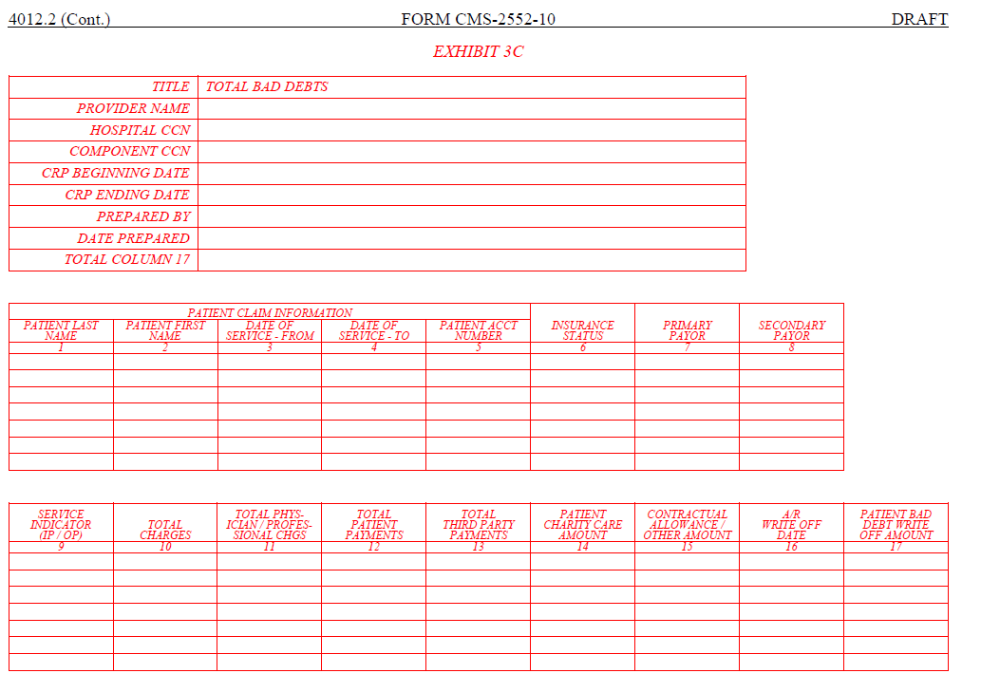 4012.2 (Cont.) FORM CMS-2552-10 DRAFT
EXHIBIT 3C
TITLE TOTAL BAD DEBTS
PROVIDER NAME
HOSPITAL CCN
COMPONENT CCN
CRP BEGINNING DATE
CRP ENDING DATE
PREPARED BY
DATE PREPARED
TOTAL COLUMN 17
PATIENT CLAIM INFORMATION
PATIENT LAST PATIENT FIRST DATE OF DATE OF PATIENT ACCT INSURANCE PRIMARY SECONDARY
NAME NAME SERVICE - FROM SERVICE - TO NUMBER STATUS PAYOR PAYOR
1 2 3 4 5 6 7 8
SERVICE TOTAL PHYS- TOTAL TOTAL PATIENT CONTRACTUAL A/R PATIENT BAD
INDICATOR TOTAL ICIAN / PROFES- PATIENT THIRD PARTY CHARITY CARE ALLOWANCE / WRITE OFF DEBT WRITE
(IP / OP) CHARGES SIONAL CHGS PAYMENTS PAYMENTS AMOUNT OTHER AMOUNT DATE OFF AMOUNT
9 10 11 12 13 14 15 16 17